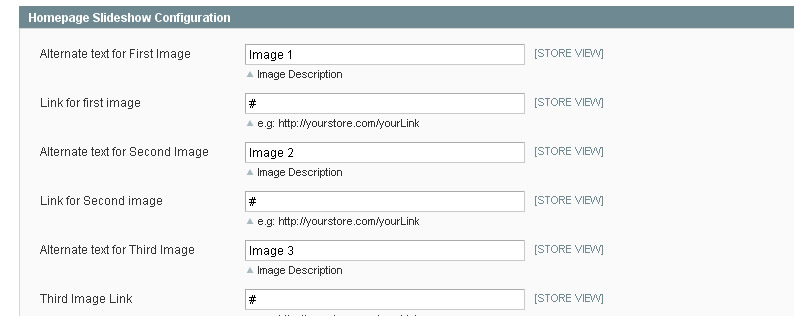 Homepage Slideshow Configuration
Alternate text for First Image Image 1 [STORE VIEW]
▲ Image Description
Link for first image # [STORE VIEW]
▲ e.g: http://yourstore.com/yourLink
Alternate text for Second Image Image 2 [STORE VIEW]
▲ Image Description
Link for Second image # [STORE VIEW]
▲ e.g: http://yourstore.com/yourLink
Alternate text for Third Image Image 3 [STORE VIEW]
▲ Image Description
Third Image Link # [STORE VIEW]